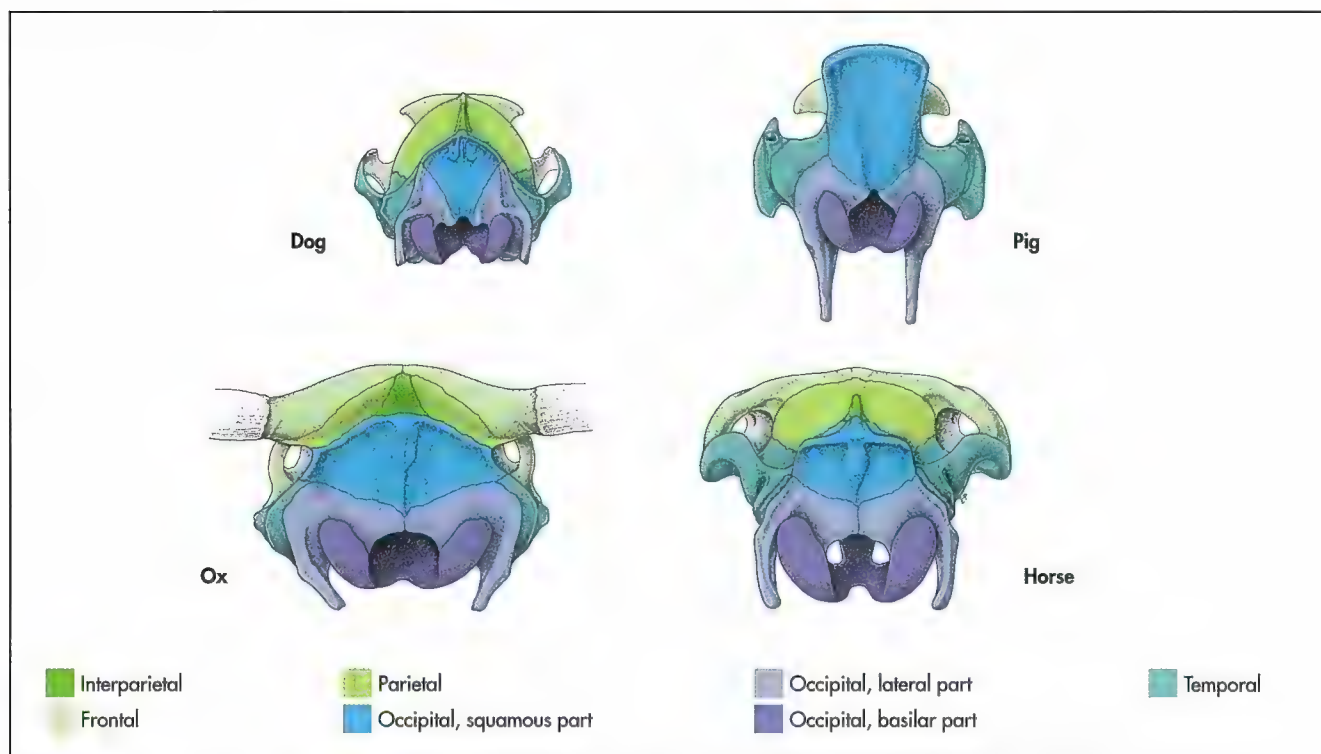 Dog
Pig
Ox
Horse
Interparietal
Parietal
Occipital, lateral part
Temporal
Frontal
Occipital, squamous part
Occipital, basilar part